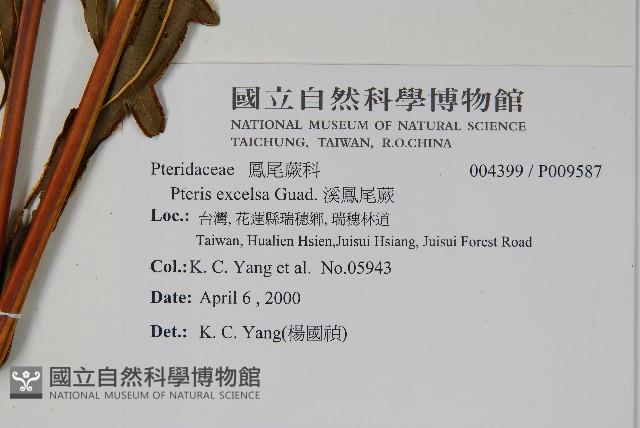 國立自然科學博物館
NATIONAL MUSEUM OF NATURAL SCIENCE
TAICHUNG, TAIWAN, R.O.CHINA
Pteridaceae 鳳尾蕨科 004399 / P009587
Pteris excelsa Guad. 溪鳳尾蕨
Loc.: 台灣, 花蓮縣瑞穗鄉, 瑞穗林道
Taiwan, Hualien Hsien,Juisui Hsiang, Juisui Forest Road
Col.:K. C. Yang et al. No.05943
Date: April 6 , 2000
Det.: K. C. Yang(楊國禎)
國立自然科學博物館
NATIONAL MUSEUM OF NATURAL SCIENCE